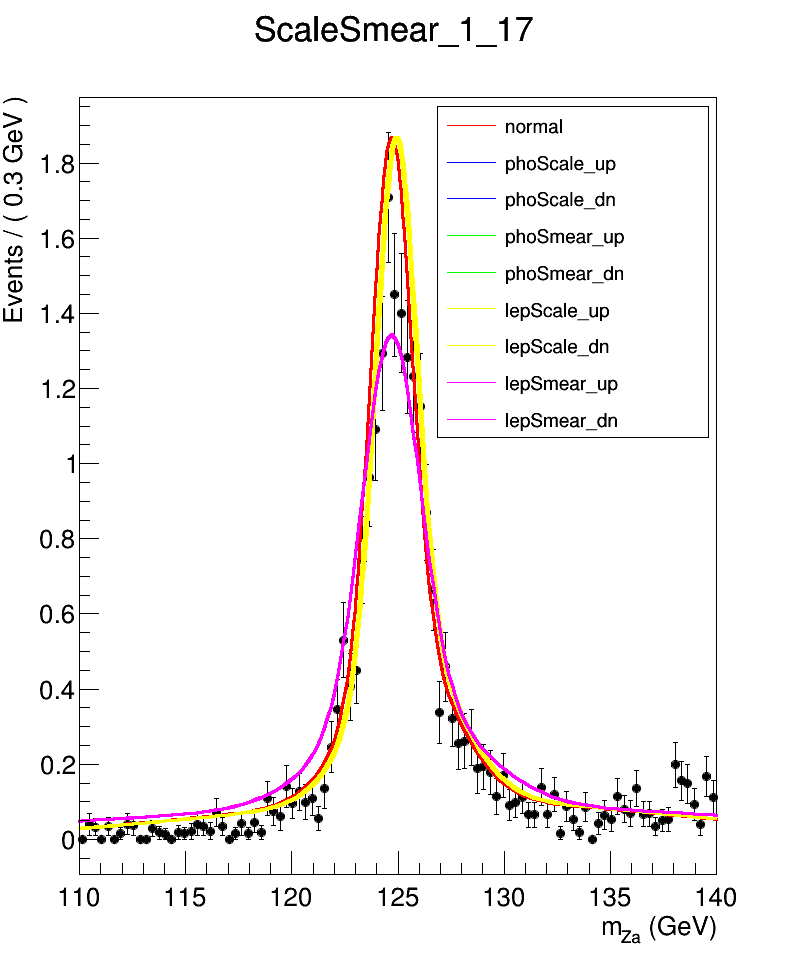 ScaleSmear_1_17
Events / ( 0.3 GeV )
1.8
1.6
1.4
1.2
1
0.8
0.6
0.4
0.2
0
normal
phoScale_up
phoScale_dn
phoSmear_up
phoSmear_dn
lepScale_up
lepScale_dn
lepSmear_up
lepSmear_dn
110 115 120 125 130 135 140
m_Za (GeV)